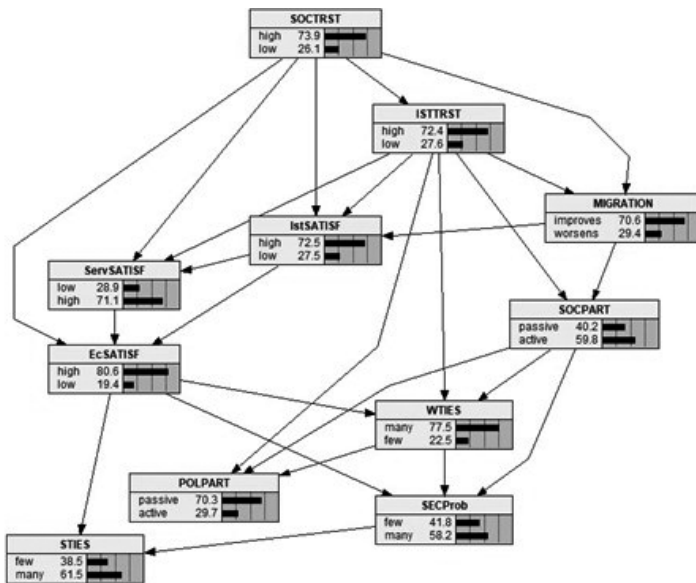 SOCTRST
high 73.9
low 26.1
ISTTRST
high 72.4
low 27.6
MIGRATION
improves 70.6
worsens 29.4
IstSATISF
high 72.5
low 27.5
ServSATISF
low 28.9
high 71.1
SOCPART
passive 40.2
active 59.8
EcSATISF
high 80.6
low 19.4
WTIES
many 77.5
few 22.5
POLPART
passive 70.3
active 29.7
SECProb
few 41.8
many 58.2
STIES
few 38.5
many 61.5